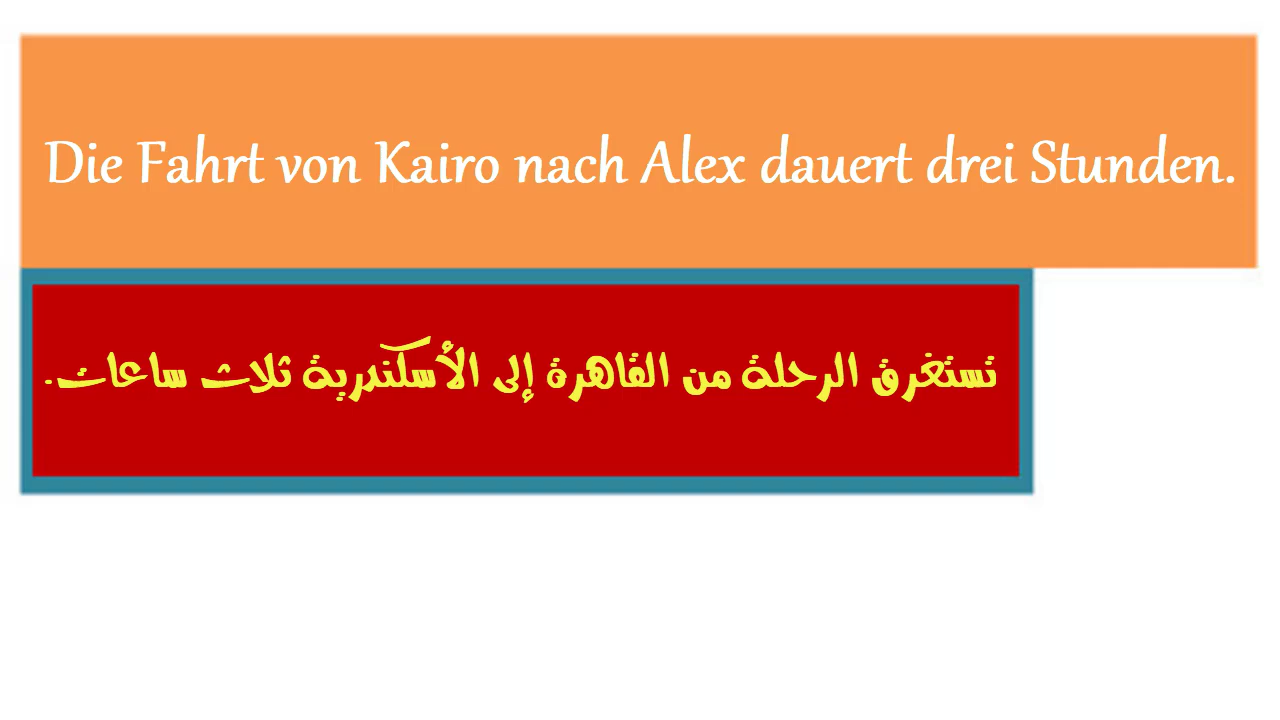 Die Fahrt von Kairo nach Alex dauert drei Stunden.
تستغرق الرحلة من القاهرة إلى الأسكندرية ثلاث ساعات.